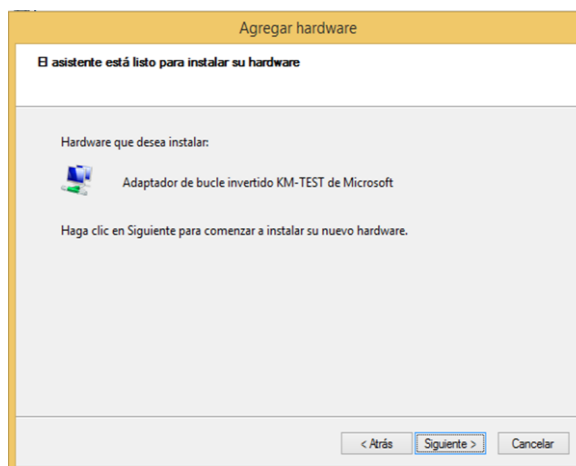 Agregar hardware
El asistente está listo para instalar su hardware
Hardware que desea instalar:
Adaptador de bucle invertido KM-TEST de Microsoft
Haga clic en Siguiente para comenzar a instalar su nuevo hardware.
< Atrás Siguiente > Cancelar